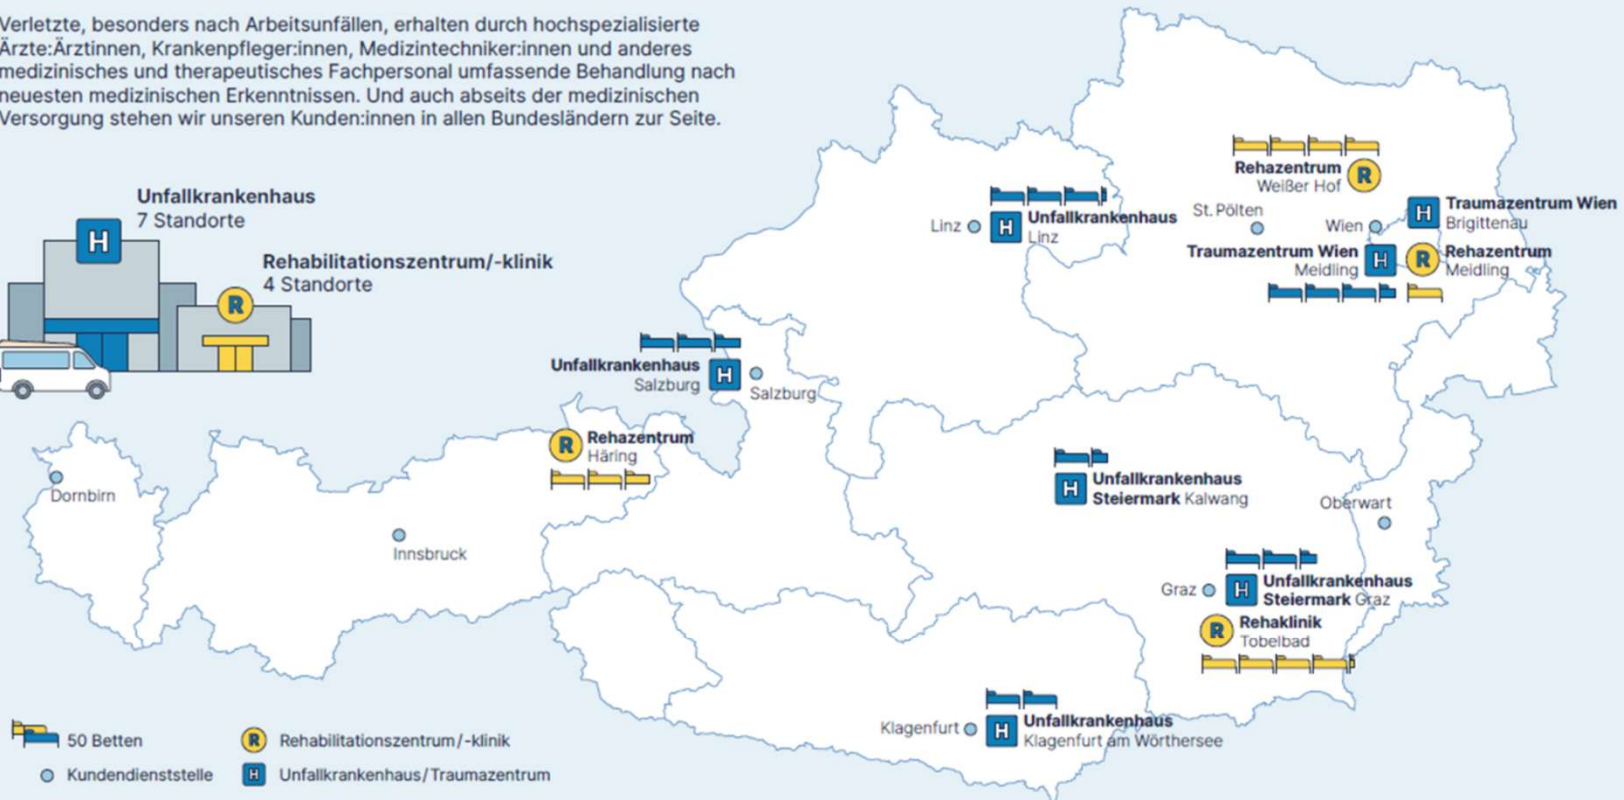 Verletzte, besonders nach Arbeitsunfällen, erhalten durch hochspezialisierte
Ärzte:Ärztinnen, Krankenpfleger:innen, Medizintechniker:innen und anderes
medizinisches und therapeutisches Fachpersonal umfassende Behandlung nach
neuesten medizinischen Erkenntnissen. Und auch abseits der medizinischen
Versorgung stehen wir unseren Kunden:innen in allen Bundesländern zur Seite.
Unfallkrankenhaus
7 Standorte
H
Rehabilitationszentrum/-klinik
4 Standorte
R
Rehazentrum
Weißer Hof
R
St. Pölten
Wien
H
Traumazentrum Wien
Brigittenau
Traumazentrum Wien
Meidling
H
R
Rehazentrum
Meidling
Linz
H
Unfallkrankenhaus
Linz
Unfallkrankenhaus
Salzburg
H
Salzburg
R
Rehazentrum
Häring
Dornbirn
Innsbruck
H
Unfallkrankenhaus
Steiermark Kalwang
Oberwart
Graz
H
Unfallkrankenhaus
Steiermark Graz
R
Rehaklinik
Tobelbad
Klagenfurt
H
Unfallkrankenhaus
Klagenfurt am Wörthersee
50 Betten
R
Rehabilitationszentrum/-klinik
Kundendienststelle
H
Unfallkrankenhaus/Traumazentrum